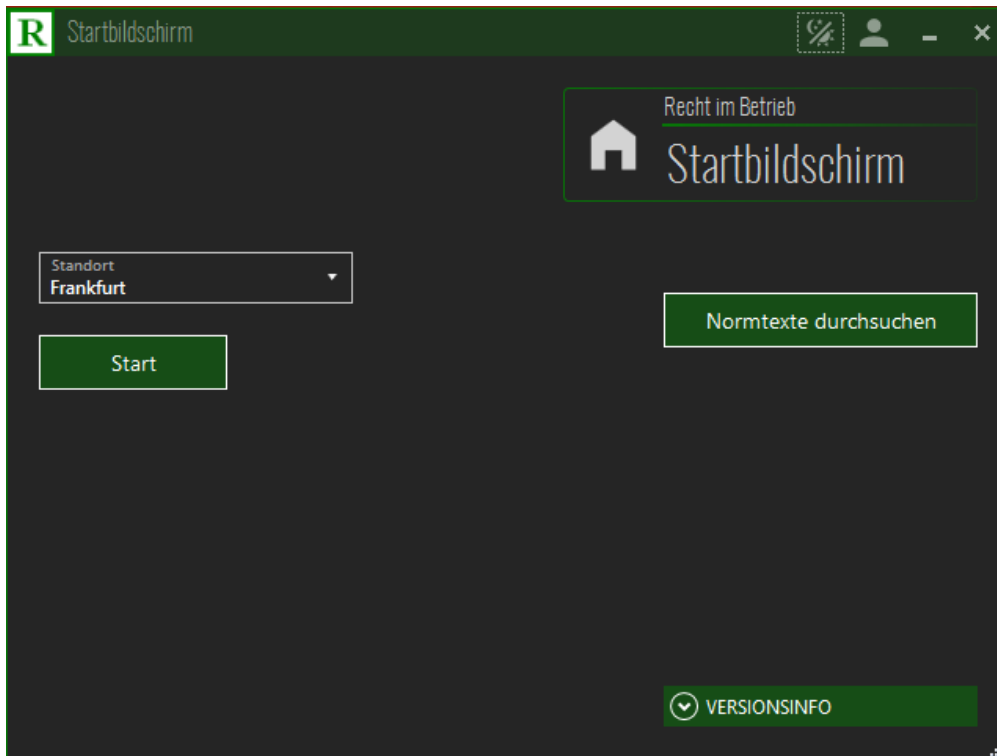 R Startbildschirm
Recht im Betrieb
Startbildschirm
Standort
Frankfurt
Normtexte durchsuchen
Start
VERSIONSINFO